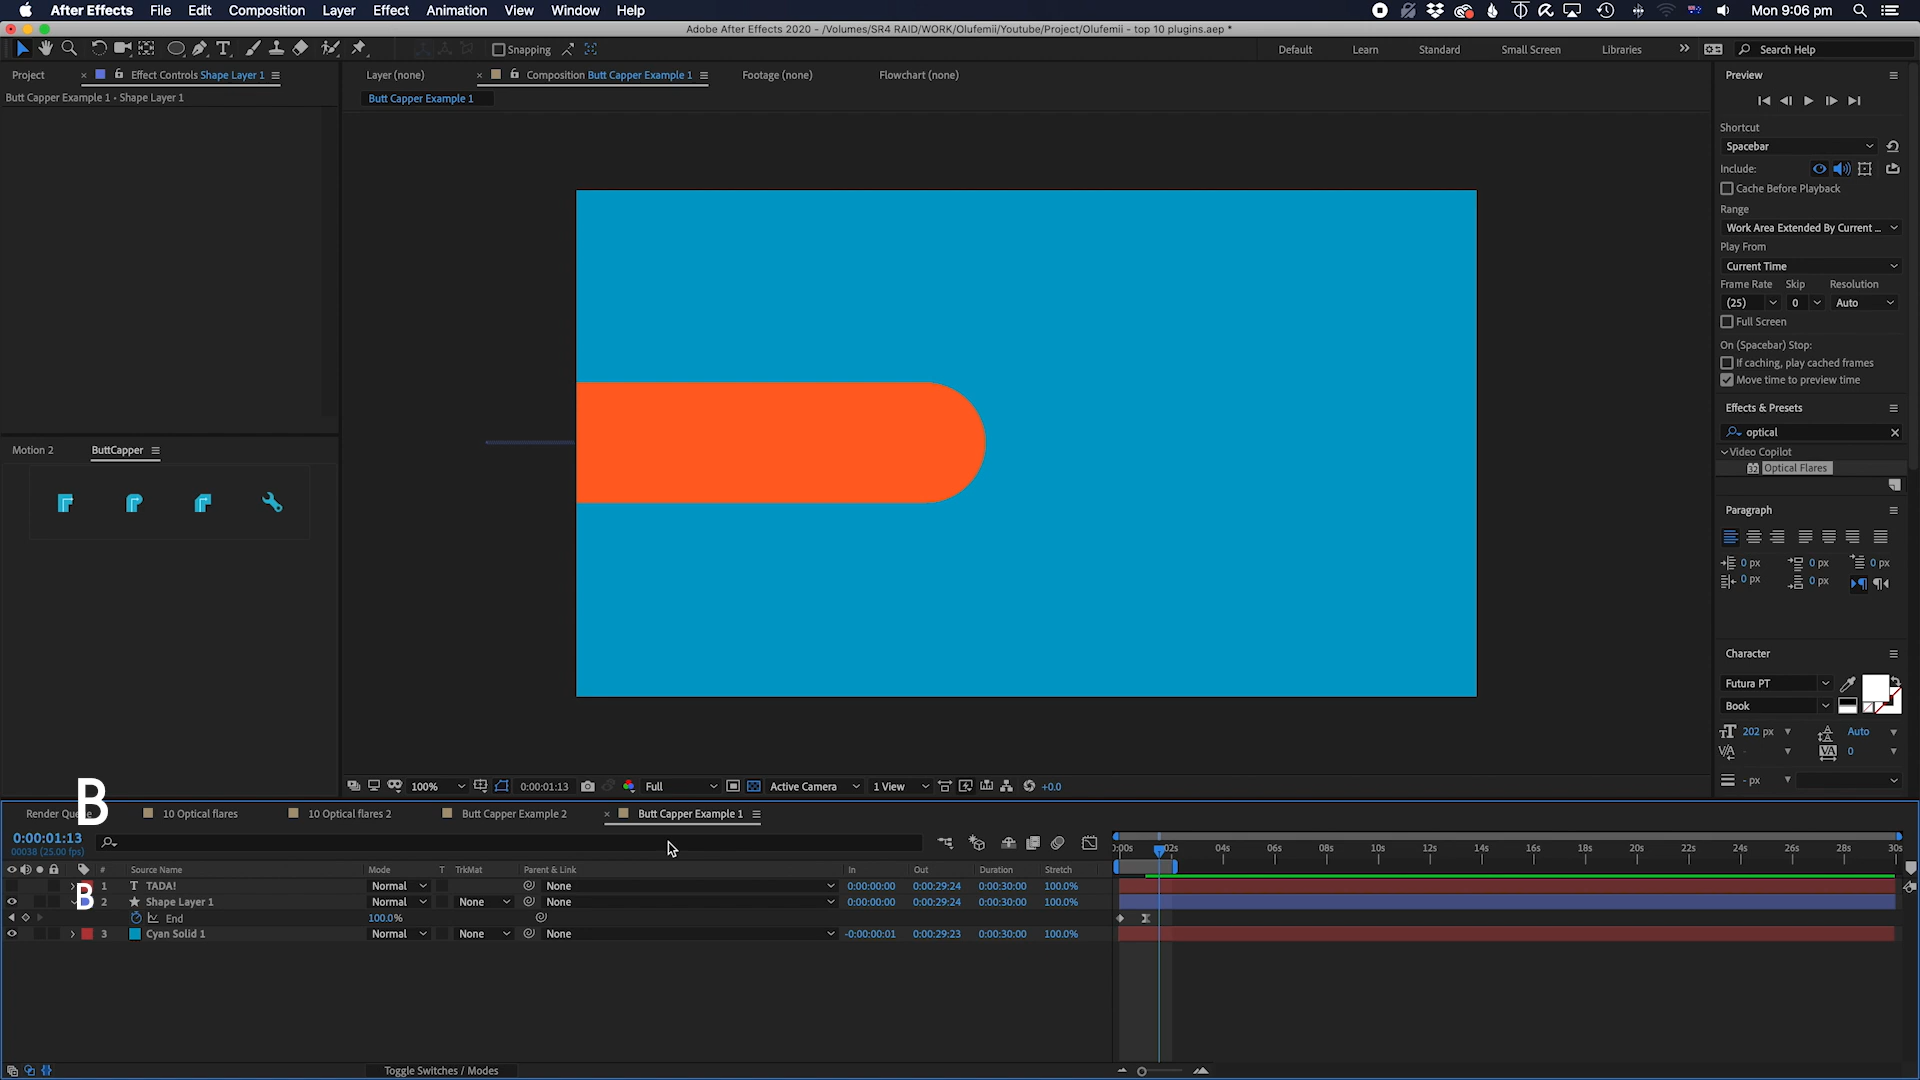 After Effects File Edit Composition Layer Effect Animation View Window Help Mon 9:06 pm
Adobe After Effects 2020 - /Volumes/SR4 RAID/WORK/Olufemii/Youtube/Project/Olufemii - top 10 plugins.aep *
Snapping Default Learn Standard Small Screen Libraries Search Help
Project Effect Controls Shape Layer 1 Layer (none) Composition Butt Capper Example 1 Footage (none) Flowchart (none) Preview
Butt Capper Example 1 • Shape Layer 1 Butt Capper Example 1
Shortcut
Spacebar
Include:
Cache Before Playback
Range
Work Area Extended By Current ...
Play From
Current Time
Frame Rate Skip Resolution
(25) 0 Auto
Full Screen
On (Spacebar) Stop:
If caching, play cached frames
Move time to preview time
Effects & Presets
optical
Video Copilot
32 Optical Flares
Motion 2 ButtCapper
Paragraph
0 px 0 px 0 px
0 px 0 px
Character
Futura PT
Book
202 px Auto
0
- px
100% 0:00:01:13 Full Active Camera 1 View +0.0
B
Render Queue 10 Optical flares 10 Optical flares 2 Butt Capper Example 2 Butt Capper Example 1
0:00:01:13
00038 (25.00 fps)
:00s 02s 04s 06s 08s 10s 12s 14s 16s 18s 20s 22s 24s 26s 28s 30s
# Source Name Mode T TrkMat Parent & Link In Out Duration Stretch
1 T TADA! Normal None 0:00:00:00 0:00:29:24 0:00:30:00 100.0%
B
2 Shape Layer 1 Normal None None 0:00:00:00 0:00:29:24 0:00:30:00 100.0%
End 100.0%
3 Cyan Solid 1 Normal None None -0:00:00:01 0:00:29:23 0:00:30:00 100.0%
Toggle Switches / Modes